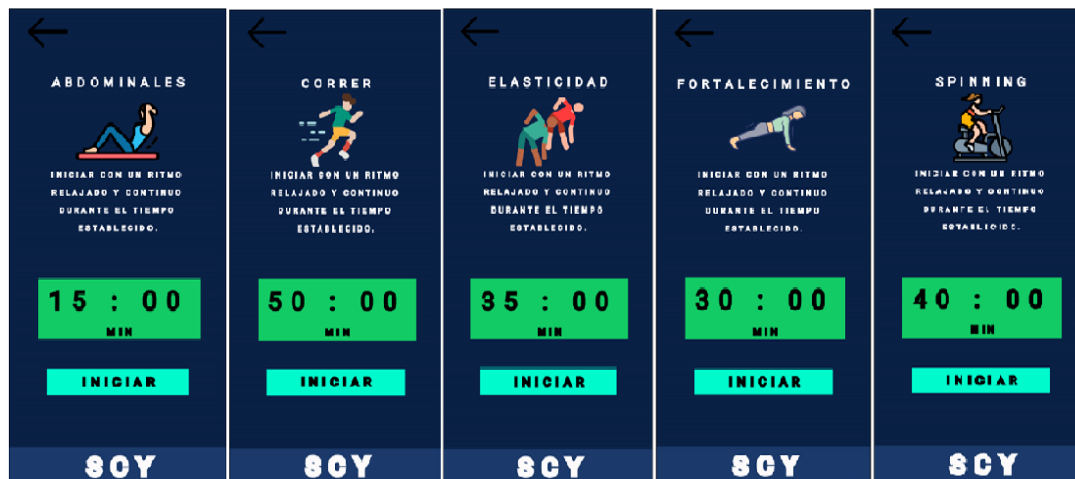 ABDOMINALES
INICIAR CON UN RITMO
RELAJADO Y CONTINUO
DURANTE EL TIEMPO
ESTABLECIDO.
15 : 00
MIN
INICIAR
SCY
CORRER
INICIAR CON UN RITMO
RELAJADO Y CONTINUO
DURANTE EL TIEMPO
ESTABLECIDO.
50 : 00
MIN
INICIAR
SCY
ELASTICIDAD
INICIAR CON UN RITMO
RELAJADO Y CONTINUO
DURANTE EL TIEMPO
ESTABLECIDO.
35 : 00
MIN
INICIAR
SCY
FORTALECIMIENTO
INICIAR CON UN RITMO
RELAJADO Y CONTINUO
DURANTE EL TIEMPO
ESTABLECIDO.
30 : 00
MIN
INICIAR
SCY
SPINNING
INICIAR CON UN RITMO
RELAJADO Y CONTINUO
DURANTE EL TIEMPO
ESTABLECIDO.
40 : 00
MIN
INICIAR
SCY